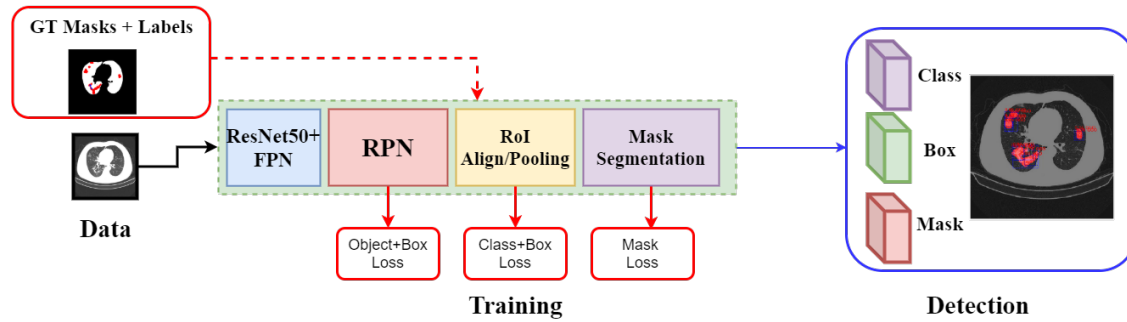 GT Masks + Labels
Data
ResNet50+
FPN
RPN
RoI
Align/Pooling
Mask
Segmentation
Object+Box
Loss
Class+Box
Loss
Mask
Loss
Training
Class
Box
Mask
Detection